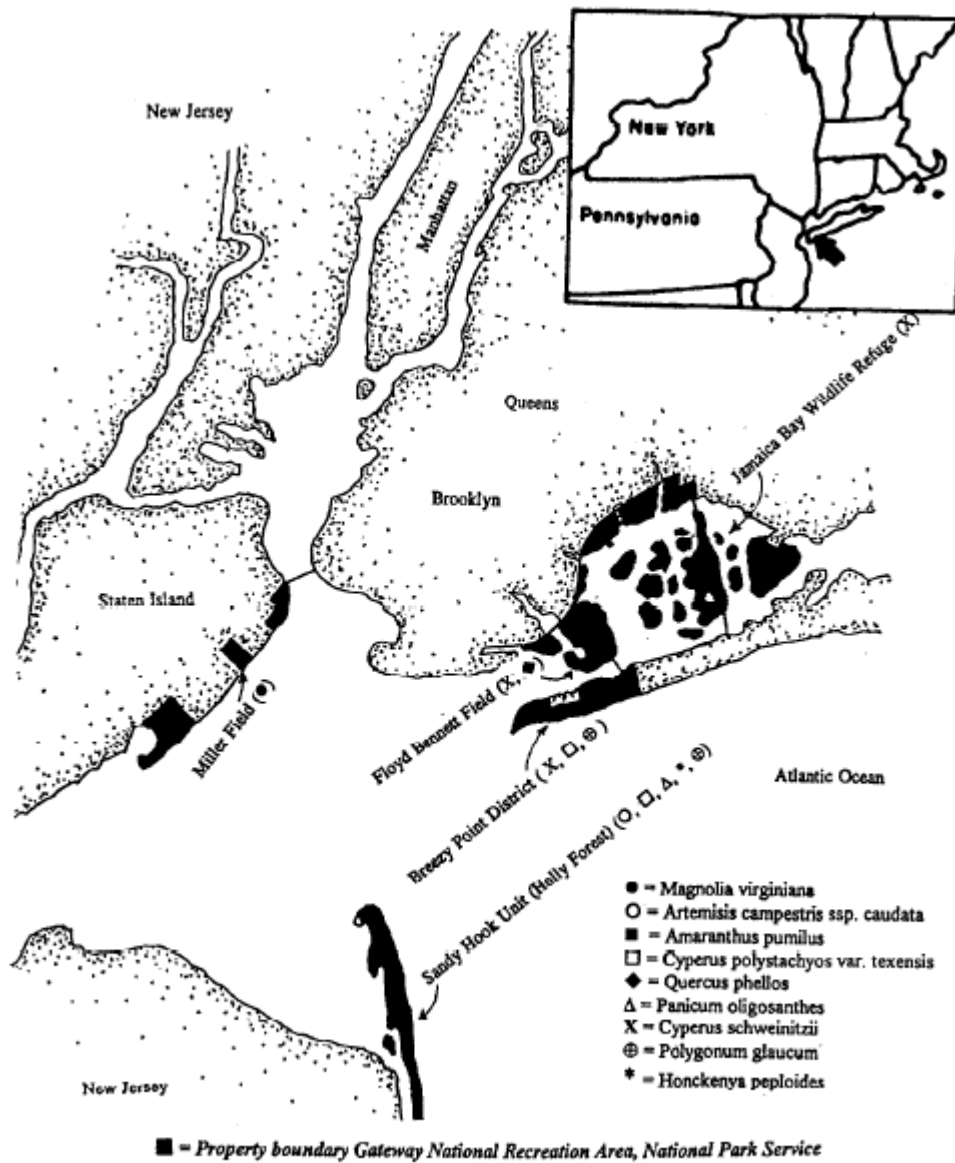 New York
Pennsylvania
New Jersey
Manhattan
Queens
Jamaica Bay Wildlife Refuge (X)
Brooklyn
Staten Island
Miller Field (●)
Floyd Bennett Field (X, ■)
Breezy Point District (X, □, ⊕)
Sandy Hook Unit (Holly Forest) (○, □, Δ, *, ⊕)
Atlantic Ocean
● = Magnolia virginiana
○ = Artemisis campestris ssp. caudata
■ = Amaranthus pumilus
□ = Cyperus polystachyos var. texensis
◆ = Quercus phellos
Δ = Panicum oligosanthes
X = Cyperus schweinitzii
⊕ = Polygonum glaucum
* = Honckenya peploides
New Jersey
■ = Property boundary Gateway National Recreation Area, National Park Service